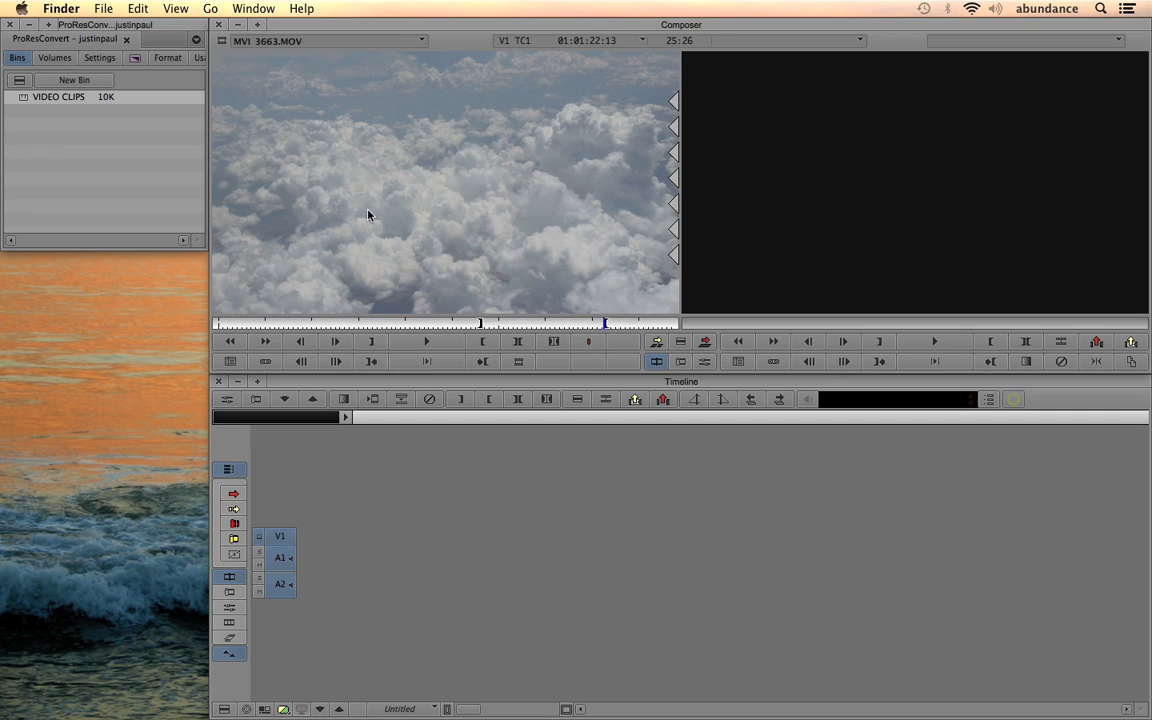 Finder File Edit View Go Window Help abundance
ProResConv...justinpaul
Composer
ProResConvert - justinpaul
MVI 3663.MOV V1 TC1 01:01:22:13 25:26
Bins Volumes Settings Format Us
New Bin
VIDEO CLIPS 10K
Timeline
V1
S
A1
M
S
A2
M
Untitled